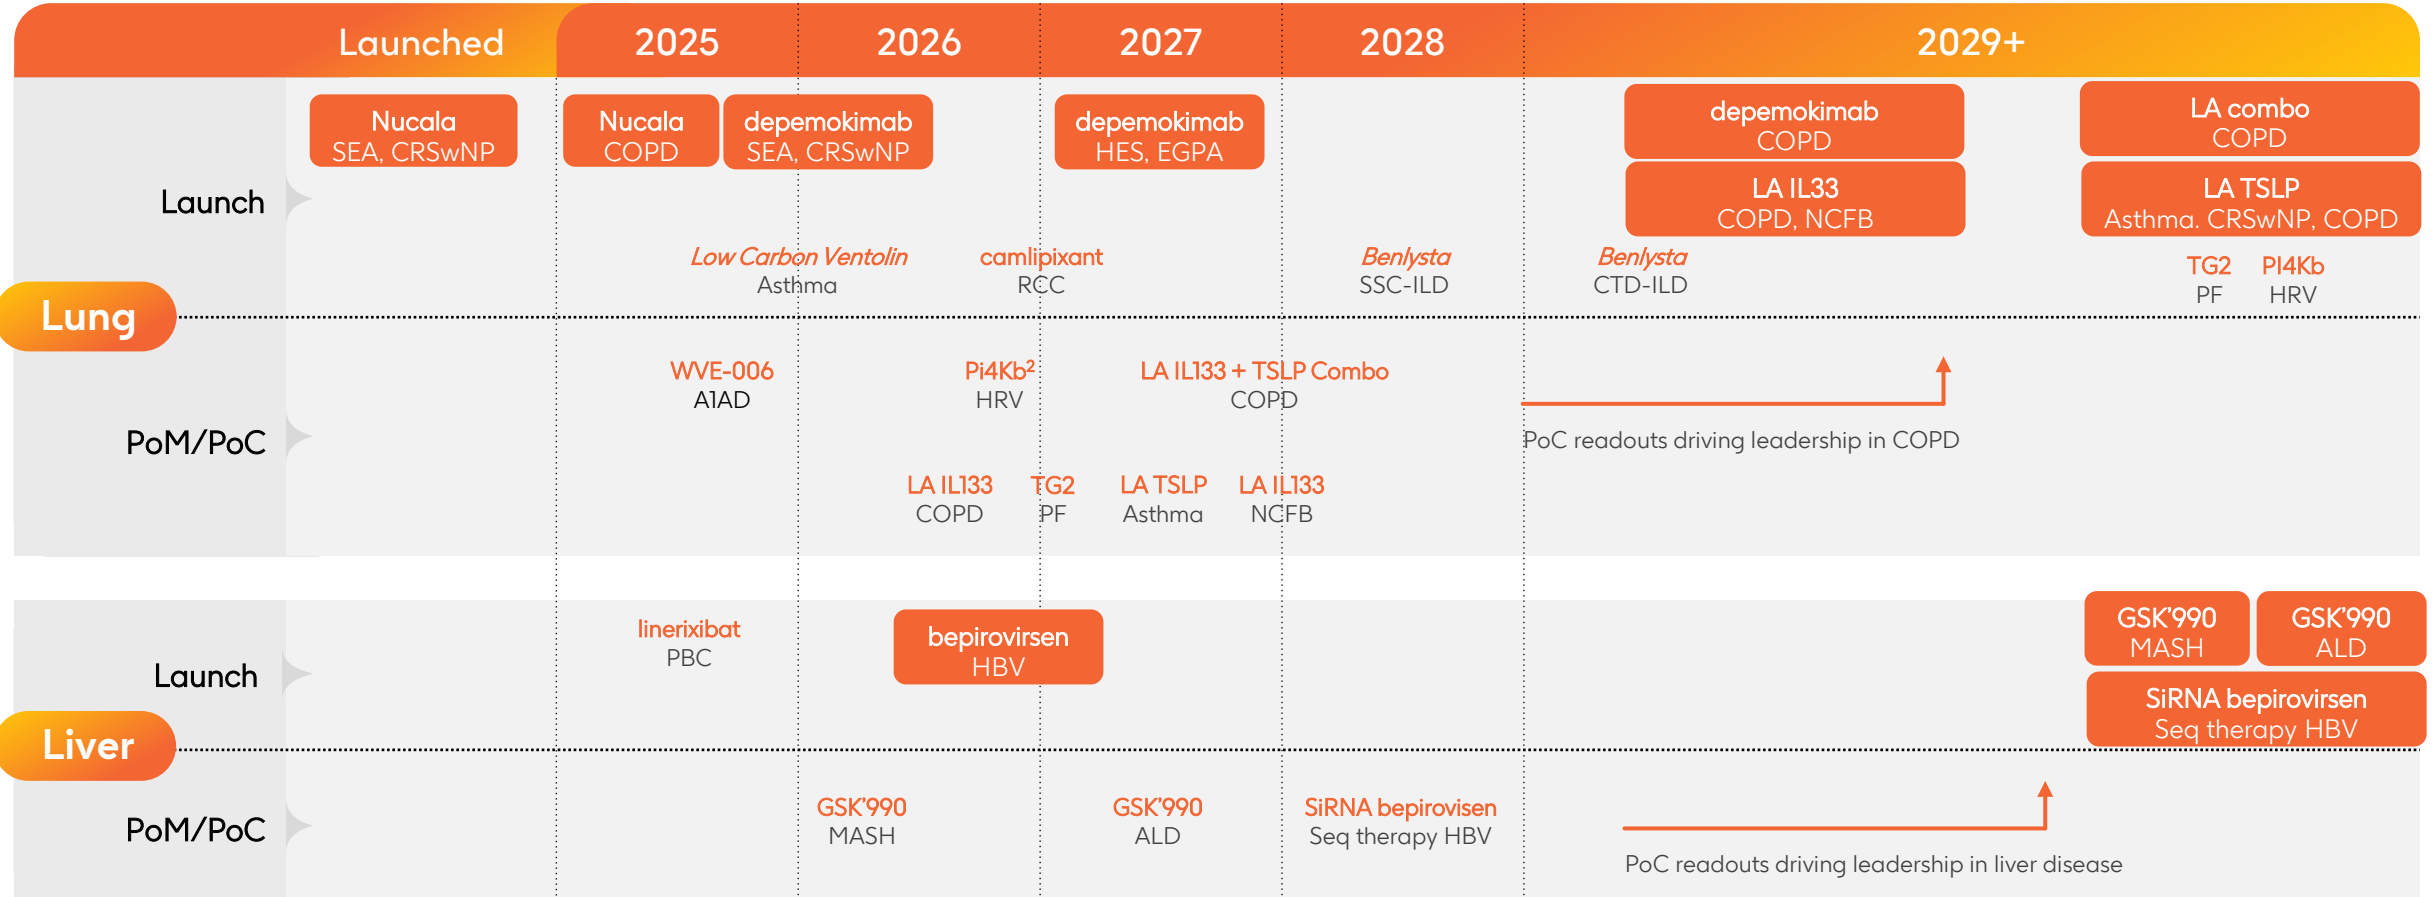 Launched 2025 2026 2027 2028 2029+
Lung
Launch
Nucala
SEA, CRSwNP
Nucala
COPD
depemokimab
SEA, CRSwNP
depemokimab
HES, EGPA
depemokimab
COPD
LA IL33
COPD, NCFB
LA combo
COPD
LA TSLP
Asthma. CRSwNP, COPD
Low Carbon Ventolin
Asthma
camlipixant
RCC
Benlysta
SSC-ILD
Benlysta
CTD-ILD
TG2
PF
PI4Kb
HRV
PoM/PoC
WVE-006
A1AD
Pi4Kb²
HRV
LA IL133 + TSLP Combo
COPD
PoC readouts driving leadership in COPD
LA IL133
COPD
TG2
PF
LA TSLP
Asthma
LA IL133
NCFB
Liver
Launch
linerixibat
PBC
bepirovirsen
HBV
GSK’990
MASH
GSK’990
ALD
SiRNA bepirovirsen
Seq therapy HBV
PoM/PoC
GSK’990
MASH
GSK’990
ALD
SiRNA bepirovisen
Seq therapy HBV
PoC readouts driving leadership in liver disease